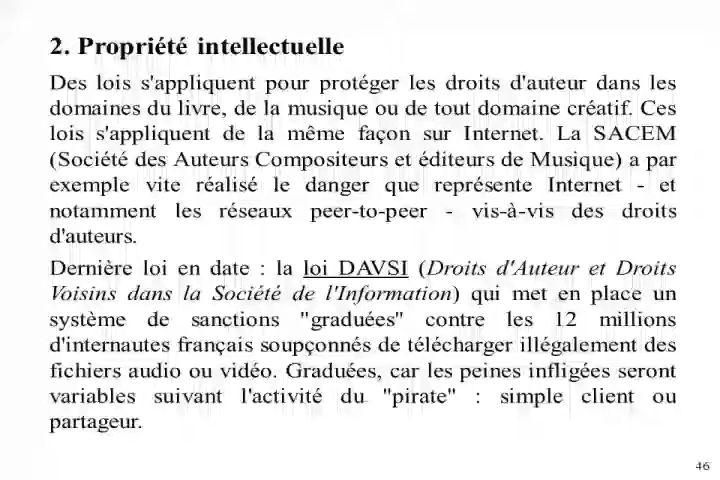 2. Propriété intellectuelle
Des lois s'appliquent pour protéger les droits d'auteur dans les
domaines du livre, de la musique ou de tout domaine créatif. Ces
lois s'appliquent de la même façon sur Internet. La SACEM
(Société des Auteurs Compositeurs et éditeurs de Musique) a par
exemple vite réalisé le danger que représente Internet - et
notamment les réseaux peer-to-peer - vis-à-vis des droits
d'auteurs.
Dernière loi en date : la loi DAVSI (Droits d'Auteur et Droits
Voisins dans la Société de l'Information) qui met en place un
système de sanctions "graduées" contre les 12 millions
d'internautes français soupçonnés de télécharger illégalement des
fichiers audio ou vidéo. Graduées, car les peines infligées seront
variables suivant l'activité du "pirate" : simple client ou
partageur.
46